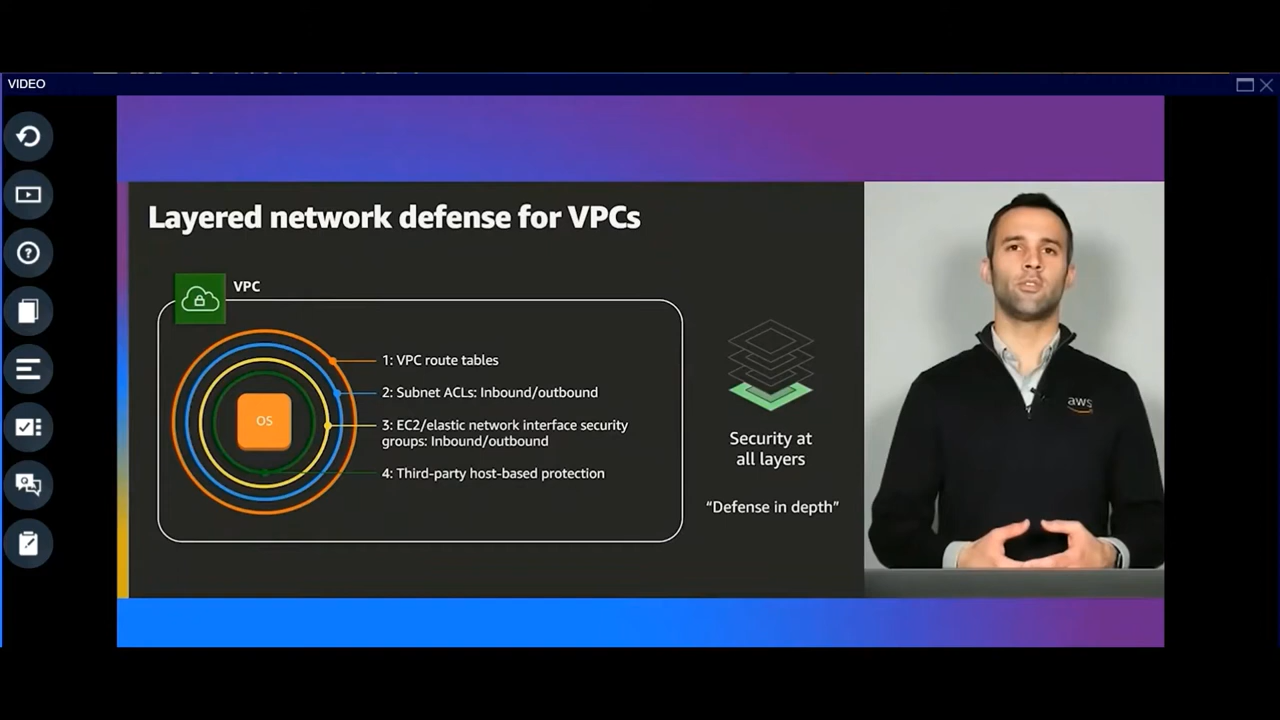 VIDEO
Layered network defense for VPCs
VPC
OS
1: VPC route tables
2: Subnet ACLs: Inbound/outbound
3: EC2/elastic network interface security
groups: Inbound/outbound
4: Third-party host-based protection
Security at
all layers
“Defense in depth”
aws